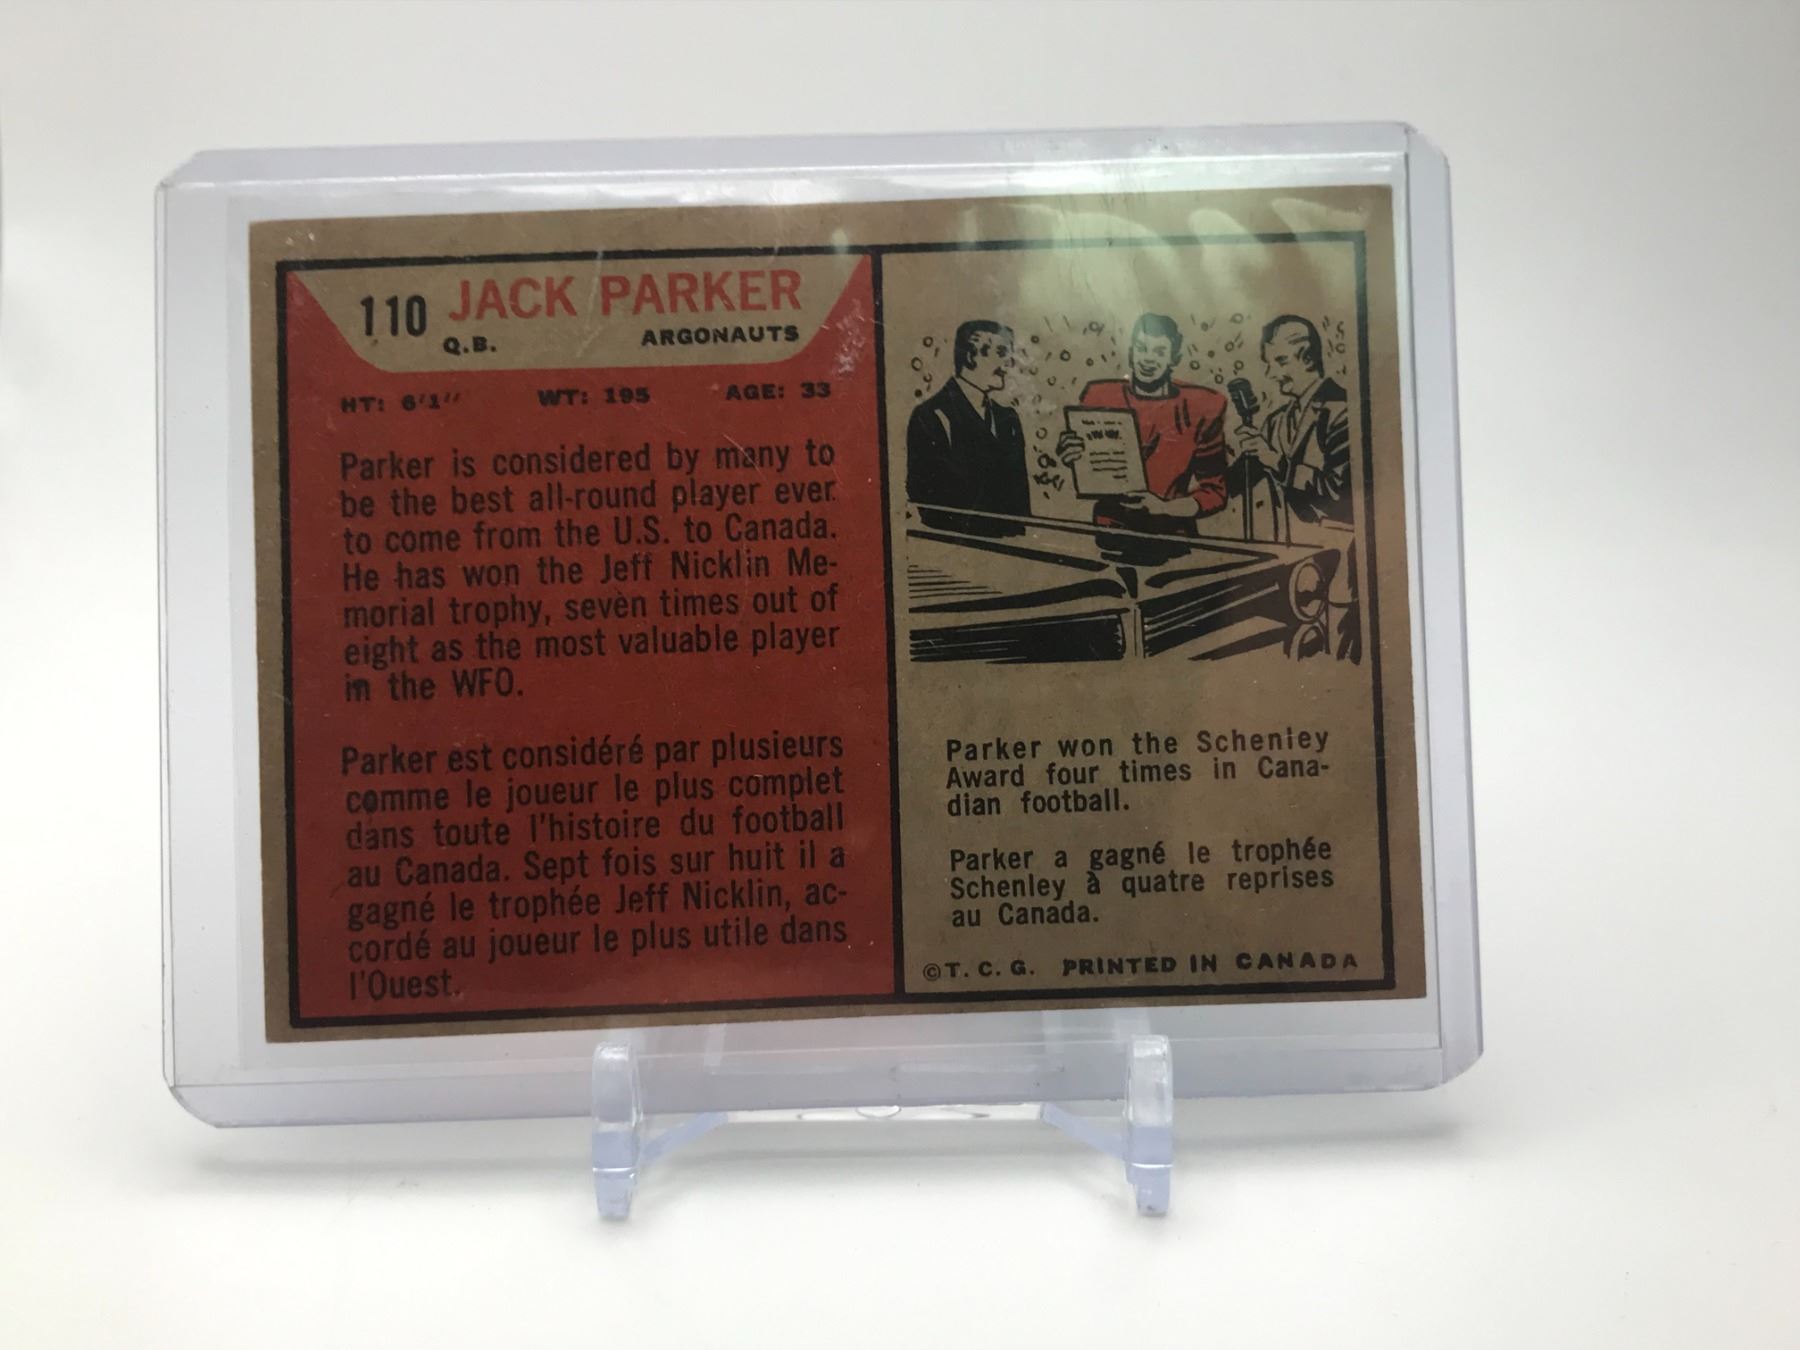 110 JACK PARKER
Q.B. ARGONAUTS
HT: 6'1" WT: 195 AGE: 33
Parker is considered by many to
be the best all-round player ever
to come from the U.S. to Canada.
He has won the Jeff Nicklin Me-
morial trophy, seven times out of
eight as the most valuable player
in the WFO.
Parker est considéré par plusieurs
comme le joueur le plus complet
dans toute l'histoire du football
au Canada. Sept fois sur huit il a
gagné le trophée Jeff Nicklin, ac-
cordé au joueur le plus utile dans
l'Ouest.
Parker won the Schenley
Award four times in Cana-
dian football.
Parker a gagné le trophée
Schenley à quatre reprises
au Canada.
©T. C. G. PRINTED IN CANADA